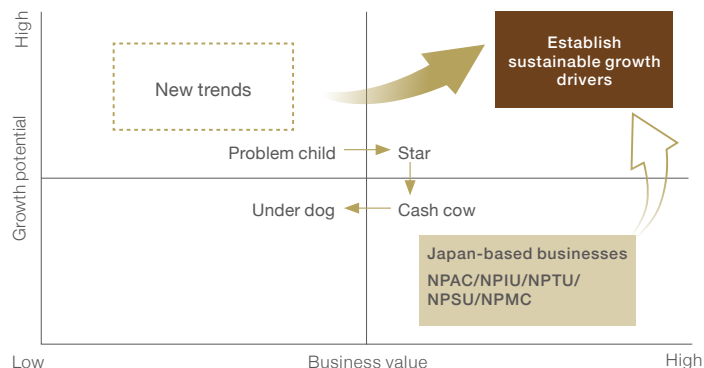 High
Growth potential
New trends
Establish
sustainable growth
drivers
Problem child
Star
Under dog
Cash cow
Japan-based businesses
NPAC/NPIU/NPTU/
NPSU/NPMC
Low
Business value
High